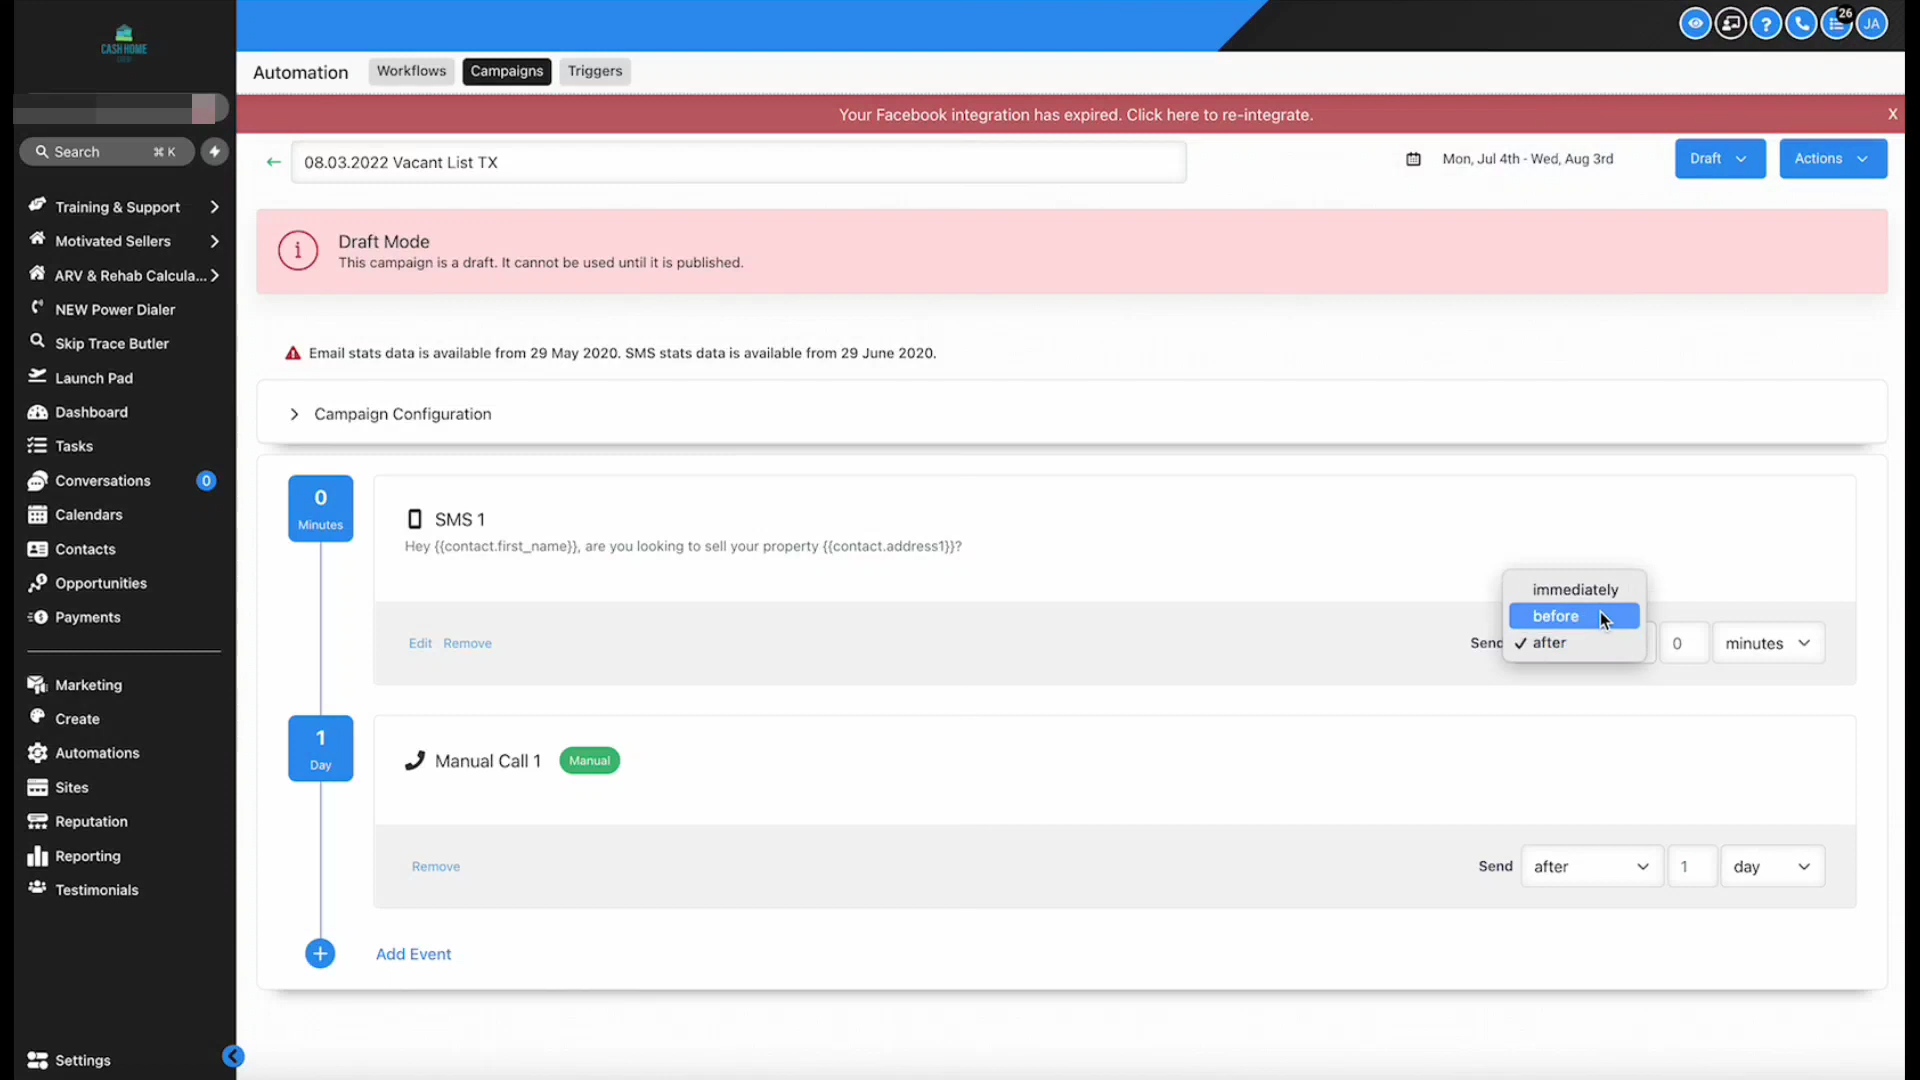 CASH HOME
26
JA
Automation
Workflows
Campaigns
Triggers
Your Facebook integration has expired. Click here to re-integrate.
X
Search
⌘ K
08.03.2022 Vacant List TX
Mon, Jul 4th - Wed, Aug 3rd
Draft
Actions
Training & Support
Motivated Sellers
ARV & Rehab Calcula...
NEW Power Dialer
Skip Trace Butler
Launch Pad
Dashboard
Tasks
Conversations
0
Calendars
Contacts
Opportunities
Payments
Marketing
Create
Automations
Sites
Reputation
Reporting
Testimonials
Settings
Draft Mode
This campaign is a draft. It cannot be used until it is published.
Email stats data is available from 29 May 2020. SMS stats data is available from 29 June 2020.
Campaign Configuration
0
Minutes
SMS 1
Hey {{contact.first_name}}, are you looking to sell your property {{contact.address1}}?
immediately
before
after
Edit
Remove
Send
0
minutes
1
Day
Manual Call 1
Manual
Remove
Send
after
1
day
Add Event